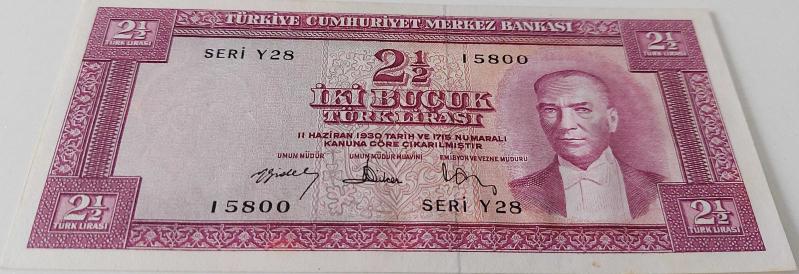 TÜRKİYE CUMHURİYET MERKEZ BANKASI
2½ TÜRK LİRASI
2½ TÜRK LİRASI
SERİ Y28
2½
15800
İKİ BUÇUK
TÜRK LİRASI
11 HAZİRAN 1930 TARİH VE 1715 NUMARALI
KANUNA GÖRE ÇIKARILMIŞTIR
UMUM MÜDÜR
UMUM MÜDÜR MUAVİNİ
EMİSYON VE VEZNE MÜDÜRÜ
15800
SERİ Y28
2½ TÜRK LİRASI
2½ TÜRK LİRASI